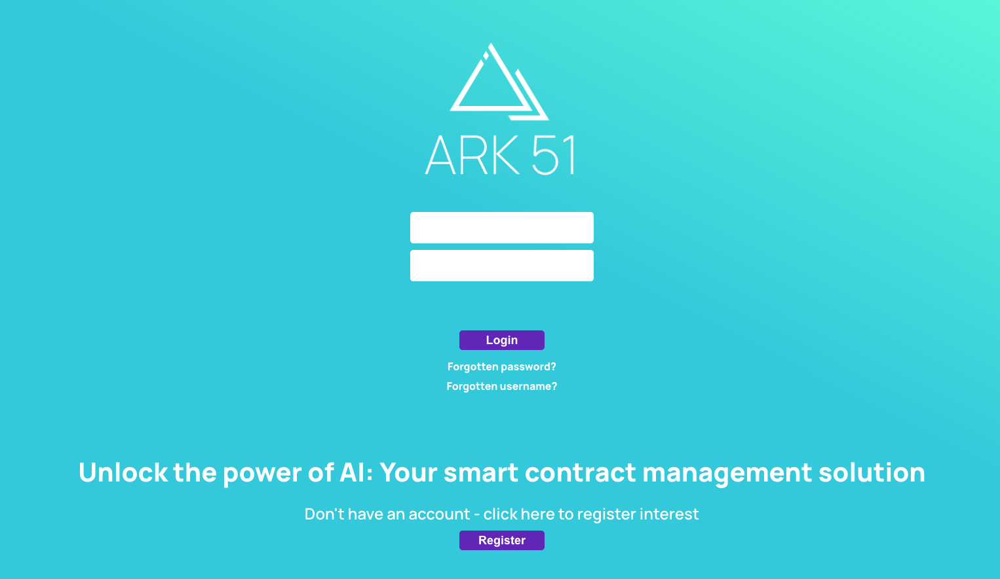 ARK 51
Login
Forgotten password?
Forgotten username?
Unlock the power of AI: Your smart contract management solution
Don't have an account - click here to register interest
Register